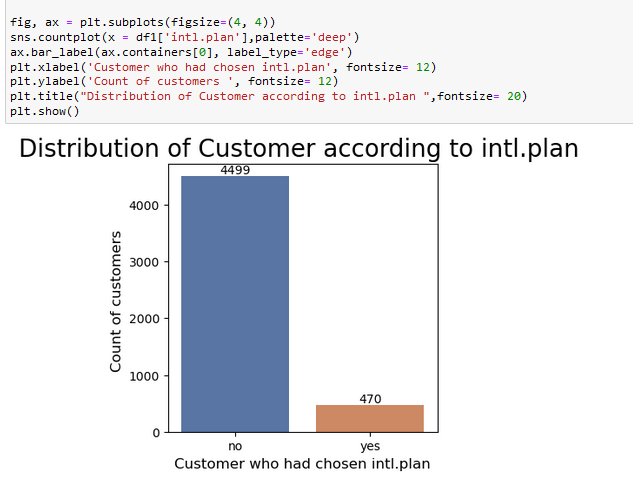 fig, ax = plt.subplots(figsize=(4, 4))
sns.countplot(x = df1['intl.plan'],palette='deep')
ax.bar_label(ax.containers[0], label_type='edge')
plt.xlabel('Customer who had chosen intl.plan', fontsize= 12)
plt.ylabel('Count of customers ', fontsize= 12)
plt.title("Distribution of Customer according to intl.plan ",fontsize= 20)
plt.show()
Distribution of Customer according to intl.plan
4499
4000
3000
2000
1000
0
Count of customers
470
no
yes
Customer who had chosen intl.plan